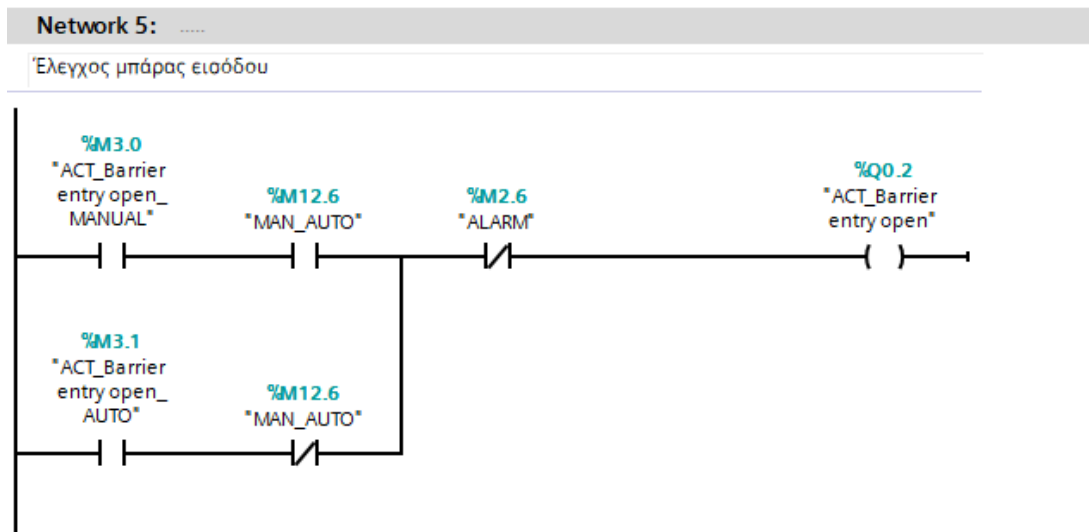 Network 5: .....
Έλεγχος μπάρας εισόδου
%M3.0
"ACT_Barrier
entry open_
MANUAL"
%M12.6
"MAN_AUTO"
%M2.6
"ALARM"
%Q0.2
"ACT_Barrier
entry open"
%M3.1
"ACT_Barrier
entry open_
AUTO"
%M12.6
"MAN_AUTO"